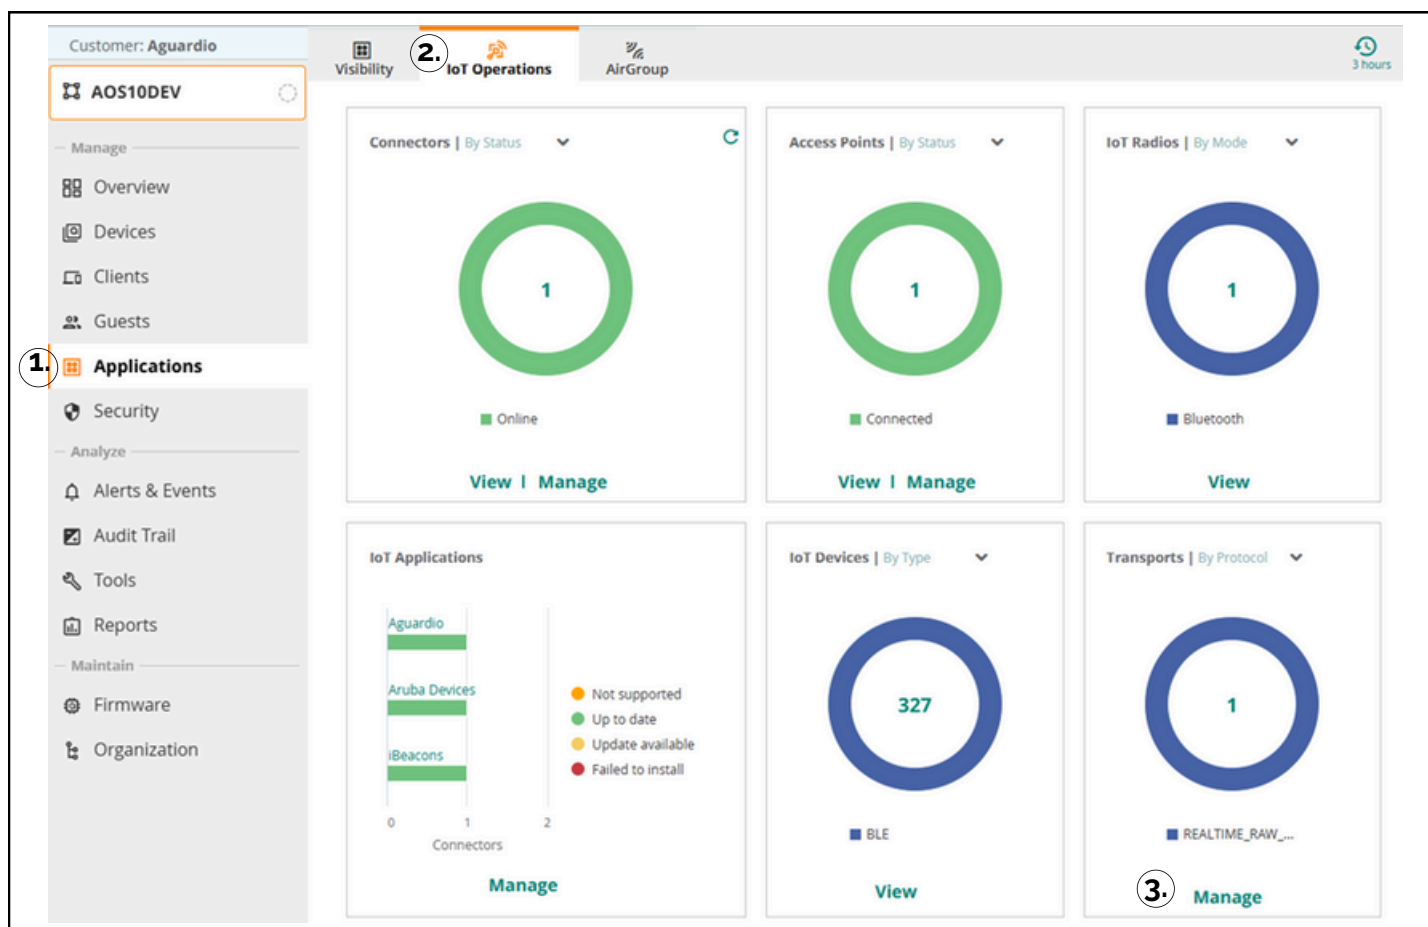 Customer: Aguardio
AOS10DEV
Manage
Overview
Devices
Clients
Guests
1.
Applications
Security
Analyze
Alerts & Events
Audit Trail
Tools
Reports
Maintain
Firmware
Organization
Visibility
2.
IoT Operations
AirGroup
3 hours
Connectors | By Status
1
Online
View | Manage
Access Points | By Status
1
Connected
View | Manage
IoT Radios | By Mode
1
Bluetooth
View
IoT Applications
Aguardio
Aruba Devices
iBeacons
0 1 2
Connectors
Not supported
Up to date
Update available
Failed to install
Manage
IoT Devices | By Type
327
BLE
View
Transports | By Protocol
1
REALTIME_RAW_...
3.
Manage